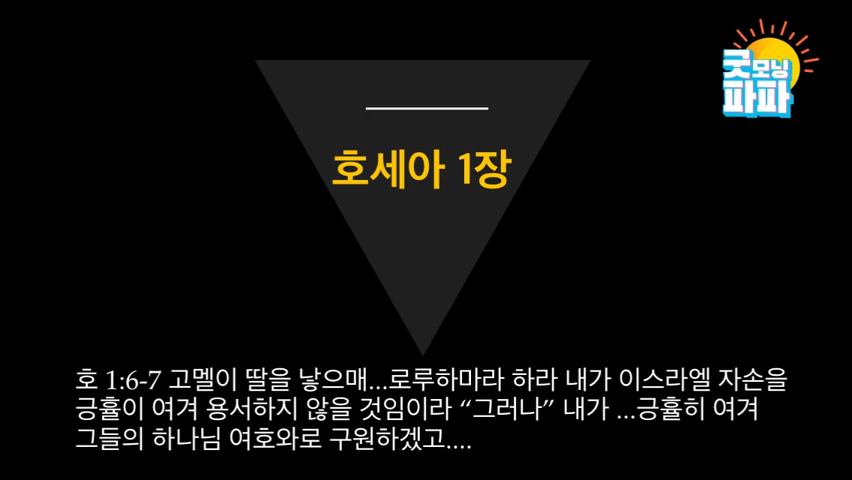 굿모닝
파파
호세아 1장
호 1:6-7 고멜이 딸을 낳으매...로루하마라 하라 내가 이스라엘 자손을
긍휼이 여겨 용서하지 않을 것임이라 “그러나” 내가 ...긍휼히 여겨
그들의 하나님 여호와로 구원하겠고....